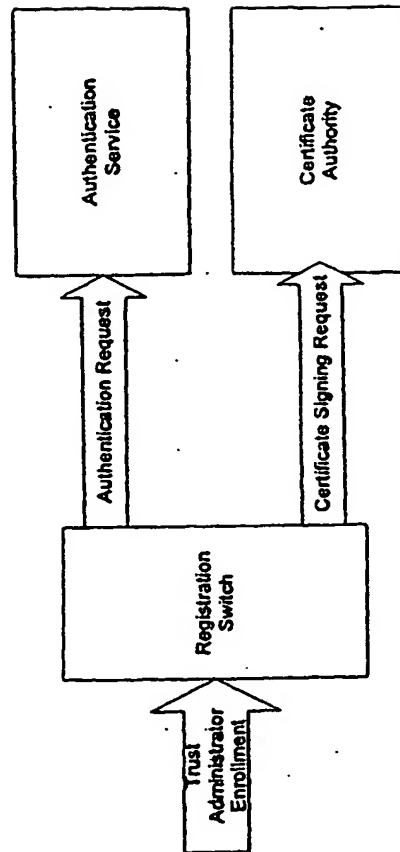 Authentication
Service
Certificate
Authority
Authentication Request
Certificate Signing Request
Registration
Switch
Trust
Administrator
Enrollment